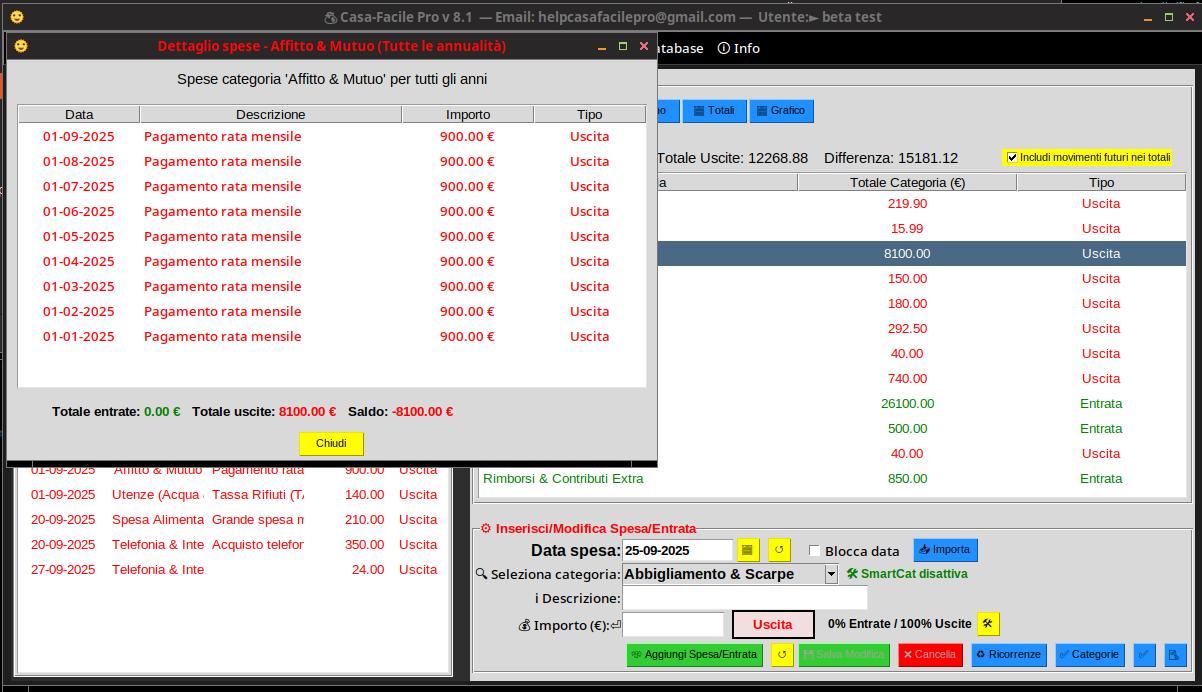 Casa-Facile Pro v 8.1 — Email: helpcasafacilepro@gmail.com — Utente:► beta test
Dettaglio spese - Affitto & Mutuo (Tutte le annualità)
Info
Spese categoria 'Affitto & Mutuo' per tutti gli anni
Data Descrizione Importo Tipo
01-09-2025 Pagamento rata mensile 900.00 € Uscita
01-08-2025 Pagamento rata mensile 900.00 € Uscita
01-07-2025 Pagamento rata mensile 900.00 € Uscita
01-06-2025 Pagamento rata mensile 900.00 € Uscita
01-05-2025 Pagamento rata mensile 900.00 € Uscita
01-04-2025 Pagamento rata mensile 900.00 € Uscita
01-03-2025 Pagamento rata mensile 900.00 € Uscita
01-02-2025 Pagamento rata mensile 900.00 € Uscita
01-01-2025 Pagamento rata mensile 900.00 € Uscita
Totale entrate: 0.00 € Totale uscite: 8100.00 € Saldo: -8100.00 €
Chiudi
Totali Grafico
Totale Uscite: 12268.88 Differenza: 15181.12 Includi movimenti futuri nei totali
Totale Categoria (€) Tipo
219.90 Uscita
15.99 Uscita
8100.00 Uscita
150.00 Uscita
180.00 Uscita
292.50 Uscita
40.00 Uscita
740.00 Uscita
26100.00 Entrata
500.00 Entrata
40.00 Uscita
Rimborsi & Contributi Extra 850.00 Entrata
01-09-2025 Affitto & Mutuo Pagamento rata 900.00 Uscita
01-09-2025 Utenze (Acqua Tassa Rifiuti (T 140.00 Uscita
20-09-2025 Spesa Alimenta Grande spesa m 210.00 Uscita
20-09-2025 Telefonia & Inte Acquisto telefor 350.00 Uscita
27-09-2025 Telefonia & Inte 24.00 Uscita
Inserisci/Modifica Spesa/Entrata
Data spesa: 25-09-2025 Blocca data Importa
Seleziona categoria: Abbigliamento & Scarpe SmartCat disattiva
i Descrizione:
Importo (€):⏎ Uscita 0% Entrate / 100% Uscite
Aggiungi Spesa/Entrata ↺ Salva Modifica Cancella Ricorrenze Categorie